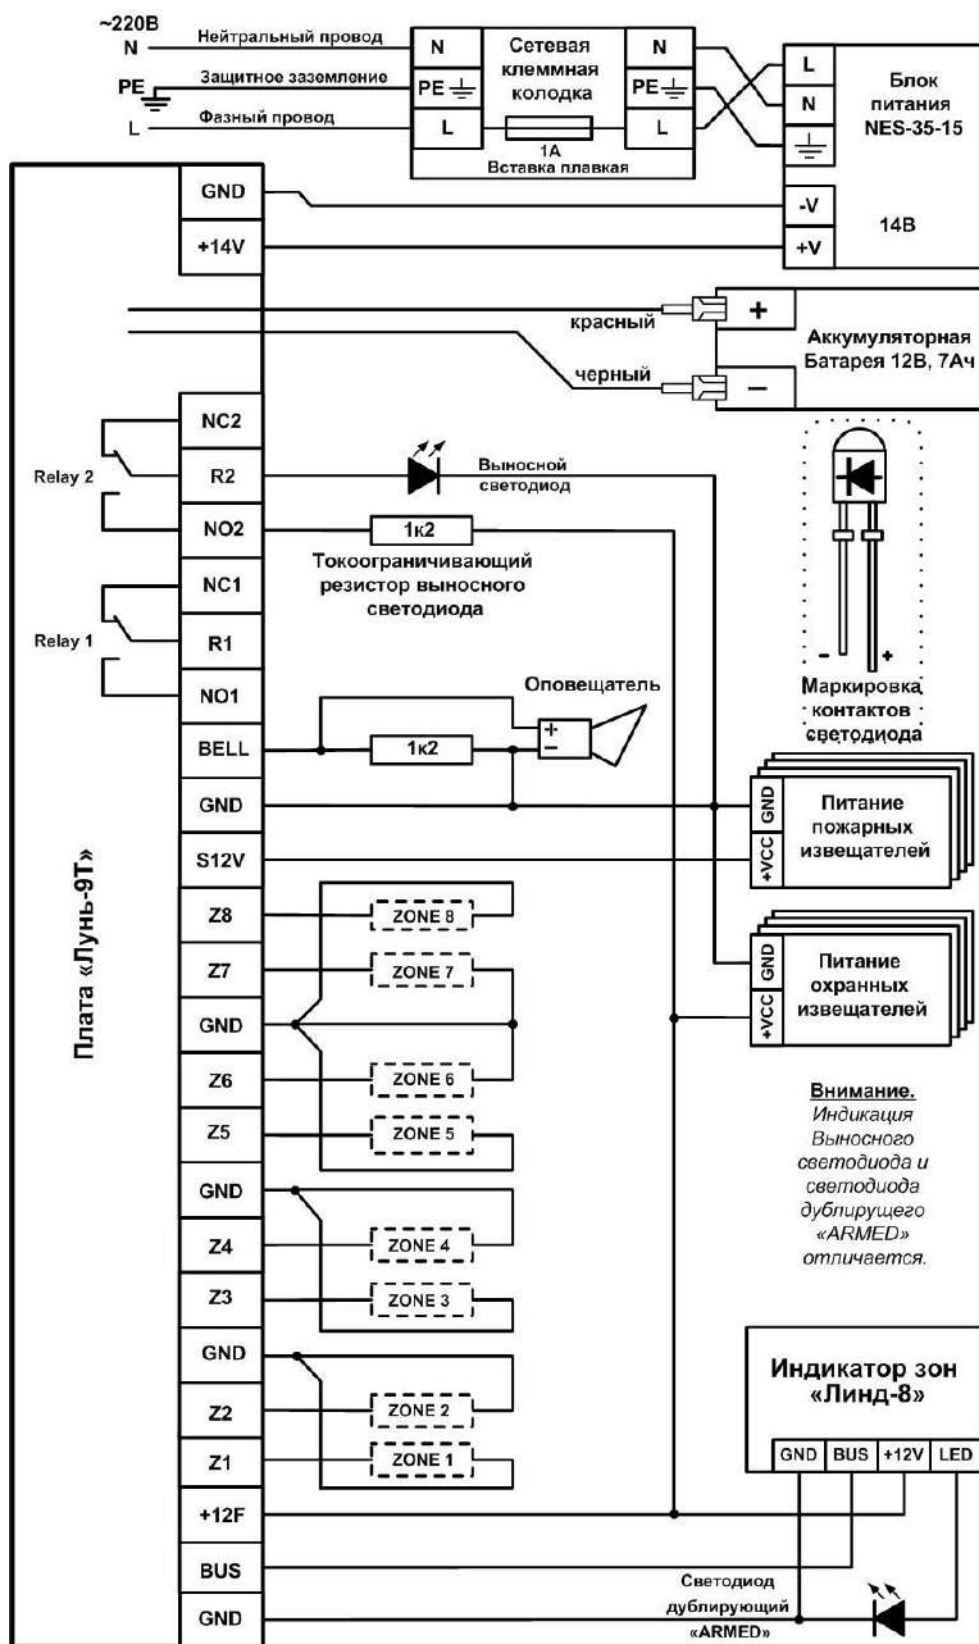 ~220В
N
Нейтральный провод
PE
Защитное заземление
L
Фазный провод
N
PE
L
Сетевая
клеммная
колодка
1А
Вставка плавкая
N
PE
L
L
N
Блок
питания
NES-35-15
-V
+V
14В
GND
+14V
красный
+
черный
−
Аккумуляторная
Батарея 12В, 7Ач
NC2
Relay 2
R2
Выносной
светодиод
NO2
1к2
Токоограничивающий
резистор выносного
светодиода
NC1
Relay 1
R1
NO1
- +
Маркировка
контактов
светодиода
Оповещатель
+
−
BELL
1к2
GND
S12V
GND
+VCC
Питание
пожарных
извещателей
Плата «Лунь-9Т»
Z8
ZONE 8
Z7
ZONE 7
GND
Z6
ZONE 6
Z5
ZONE 5
GND
+VCC
Питание
охранных
извещателей
GND
Z4
ZONE 4
Z3
ZONE 3
GND
Z2
ZONE 2
Z1
ZONE 1
Внимание.
Индикация
Выносного
светодиода и
светодиода
дублирущего
«ARMED»
отличается.
Индикатор зон
«Линд-8»
GND BUS +12V LED
+12F
BUS
GND
Светодиод
дублирующий
«ARMED»